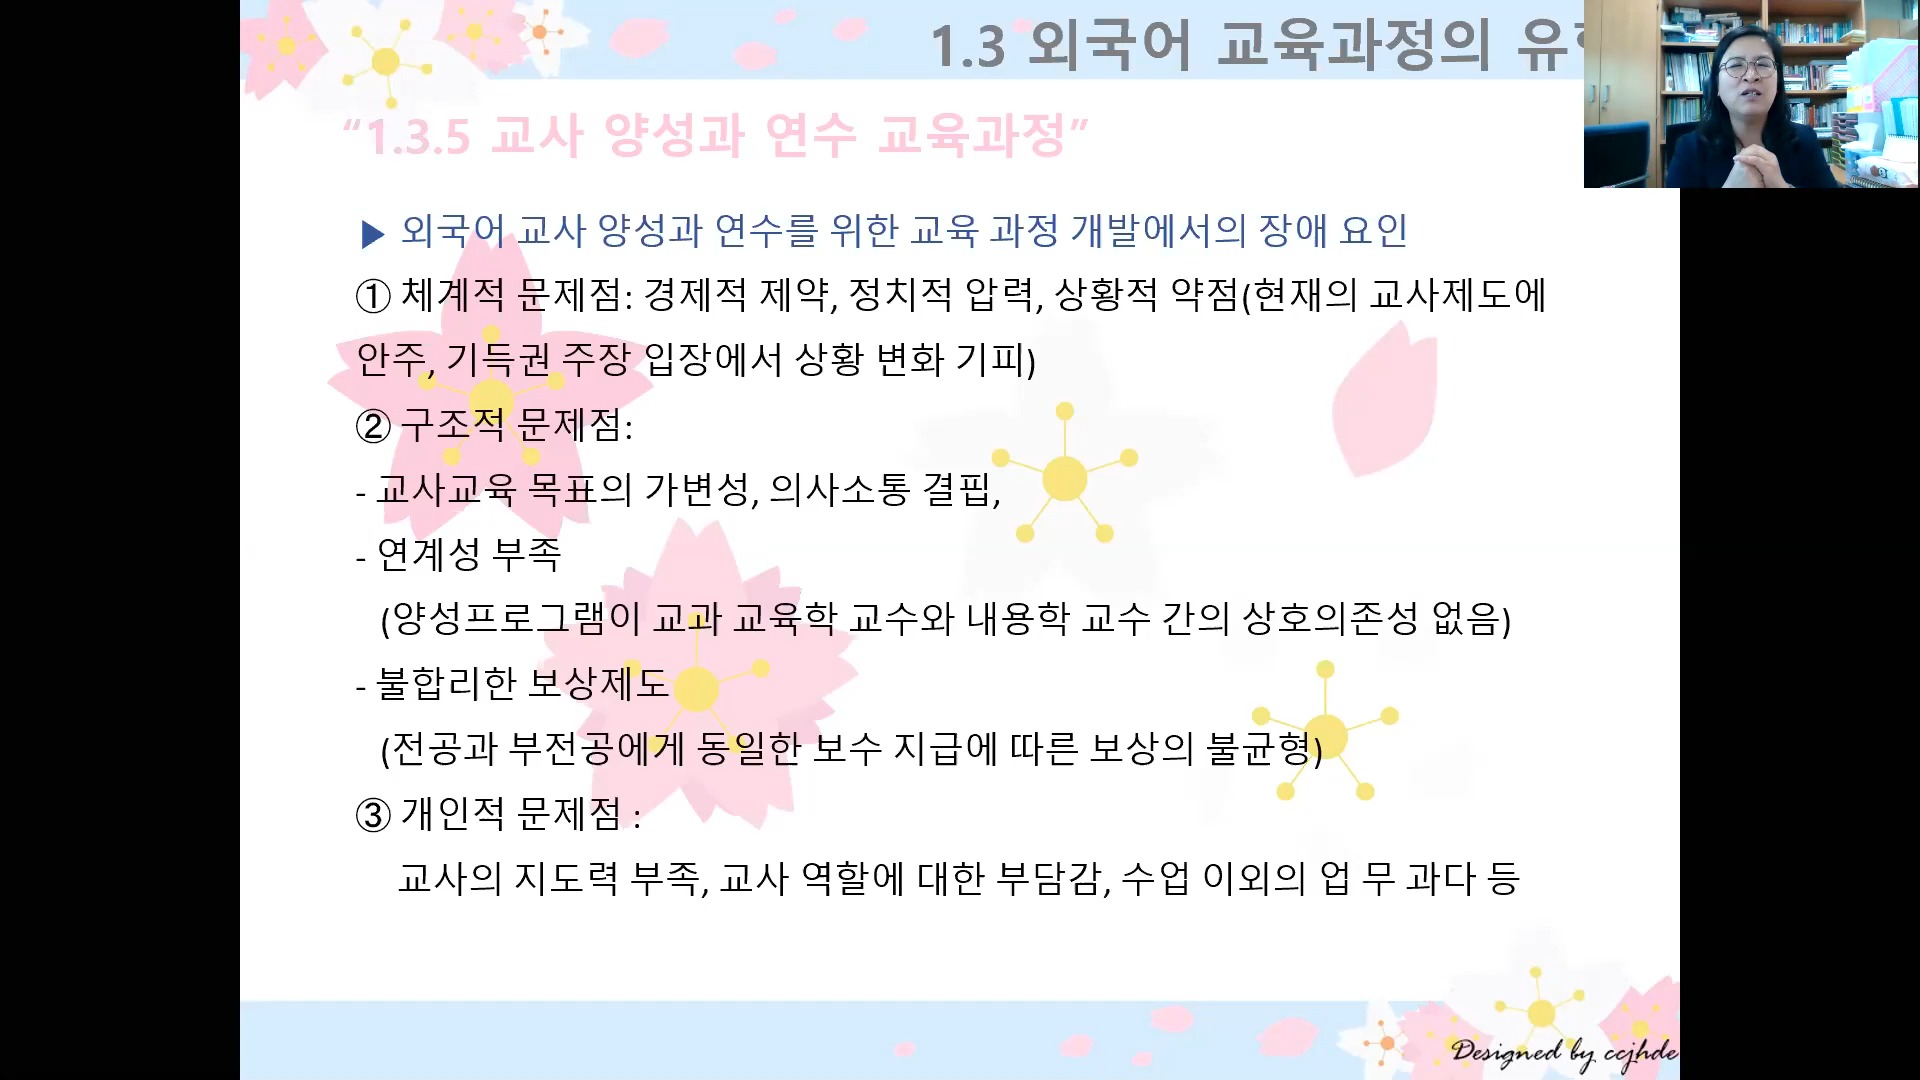 1.3 외국어 교육과정의
“1.3.5 교사 양성과 연수 교육과정”
▶ 외국어 교사 양성과 연수를 위한 교육 과정 개발에서의 장애 요인
① 체계적 문제점: 경제적 제약, 정치적 압력, 상황적 약점(현재의 교사제도에
안주, 기득권 주장 입장에서 상황 변화 기피)
② 구조적 문제점:
- 교사교육 목표의 가변성, 의사소통 결핍,
- 연계성 부족
(양성프로그램이 교과 교육학 교수와 내용학 교수 간의 상호의존성 없음)
- 불합리한 보상제도
(전공과 부전공에게 동일한 보수 지급에 따른 보상의 불균형)
③ 개인적 문제점 :
교사의 지도력 부족, 교사 역할에 대한 부담감, 수업 이외의 업 무 과다 등
Designed by ccjhde